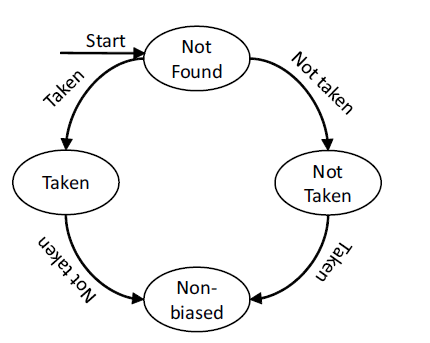 Start
Not
Found
Taken
Not taken
Taken
Not
Taken
Not taken
Taken
Non-
biased